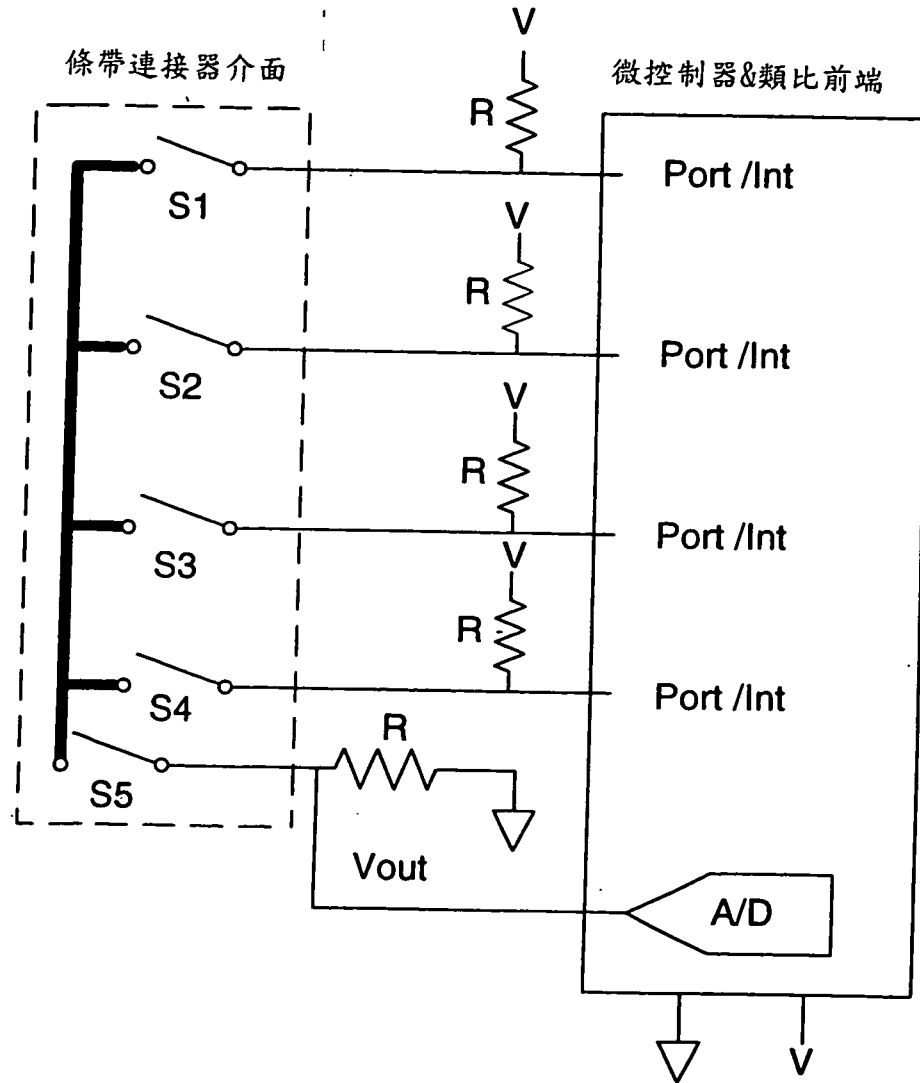 V
條帶連接器介面
微控制器&類比前端
R
S1
Port /Int
V
R
S2
Port /Int
V
R
S3
Port /Int
V
R
S4
Port /Int
R
S5
Vout
A/D
V